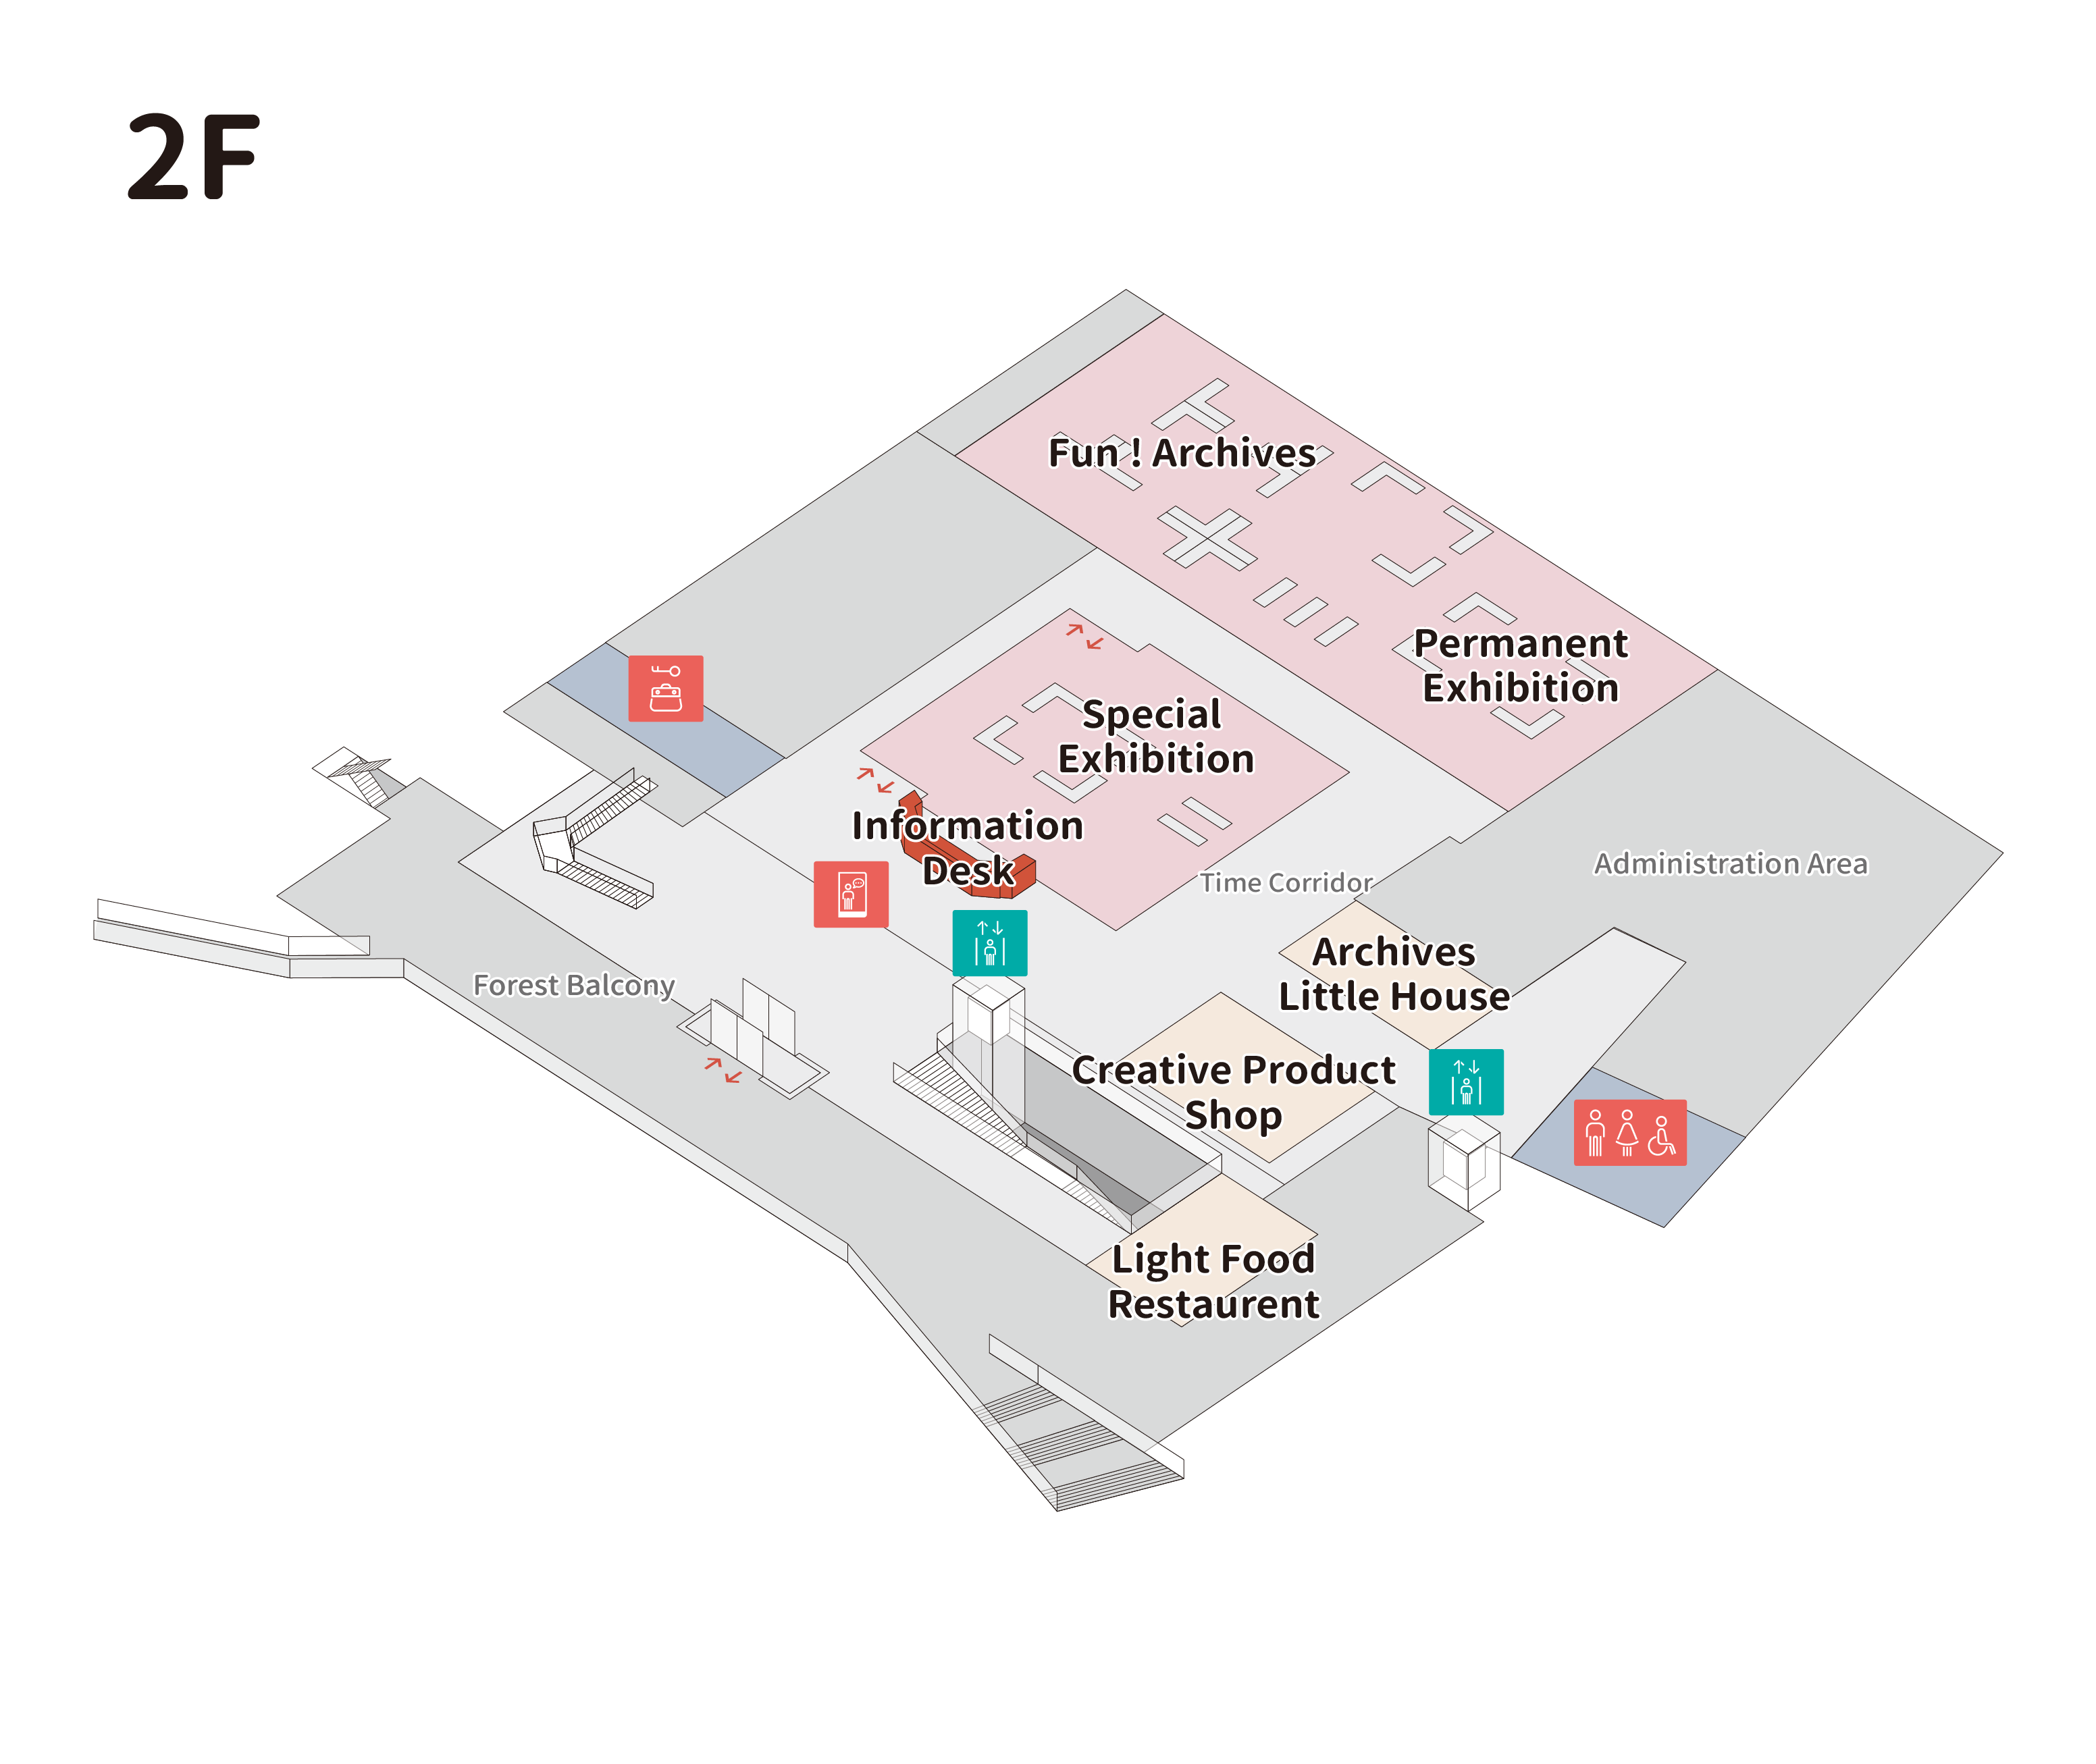 2F
Fun ! Archives
Permanent
Exhibition
Special
Exhibition
Information
Desk
Time Corridor
Administration Area
Archives
Little House
Forest Balcony
Creative Product
Shop
Light Food
Restaurent